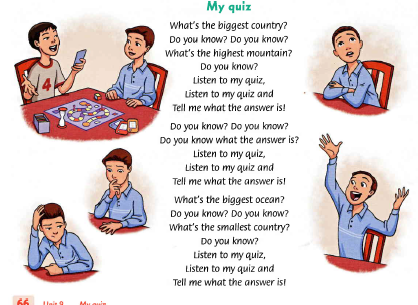 My quiz
What's the biggest country?
Do you know? Do you know?
What's the highest mountain?
Do you know?
Listen to my quiz,
Listen to my quiz and
Tell me what the answer is!
Do you know? Do you know?
Do you know what the answer is?
Listen to my quiz,
Listen to my quiz and
Tell me what the answer is!
What's the biggest ocean?
Do you know? Do you know?
What's the smallest country?
Do you know?
Listen to my quiz,
Listen to my quiz and
Tell me what the answer is!
4
66 Unit 9 My quiz